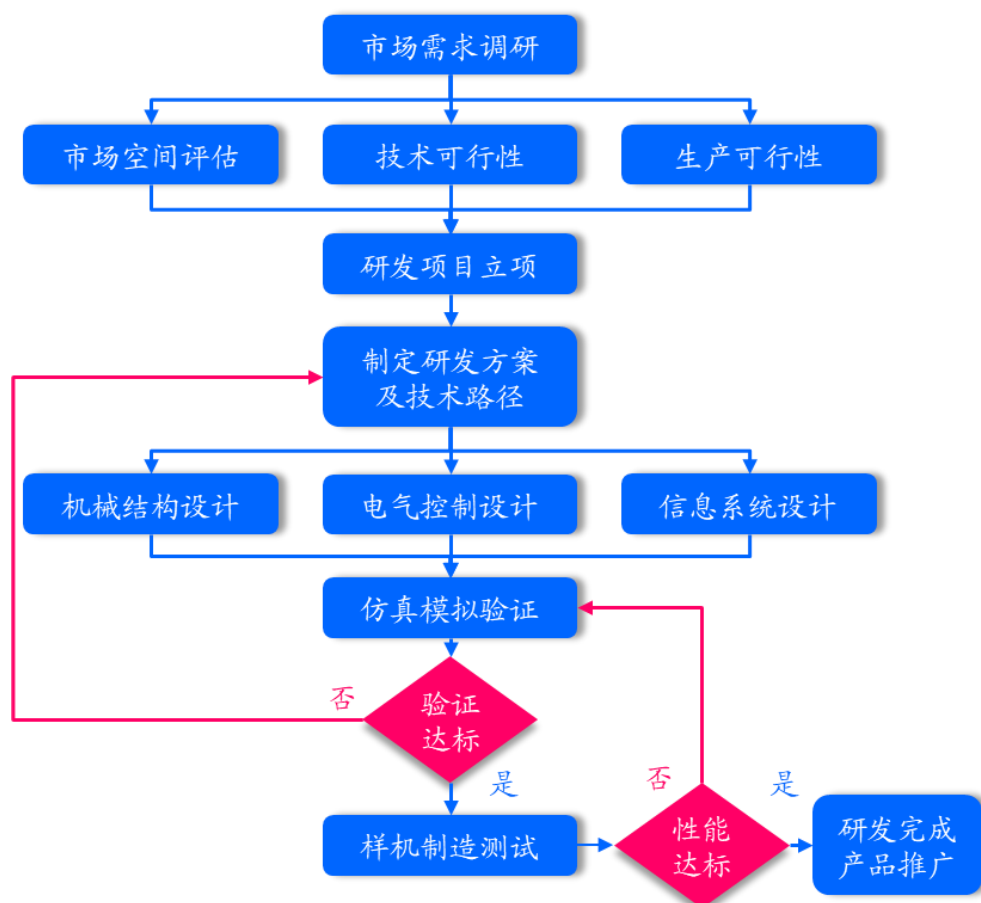 市场需求调研
市场空间评估
技术可行性
生产可行性
研发项目立项
制定研发方案
及技术路径
机械结构设计
电气控制设计
信息系统设计
仿真模拟验证
否
验证
达标
是
样机制造测试
否
性能
达标
是
研发完成
产品推广